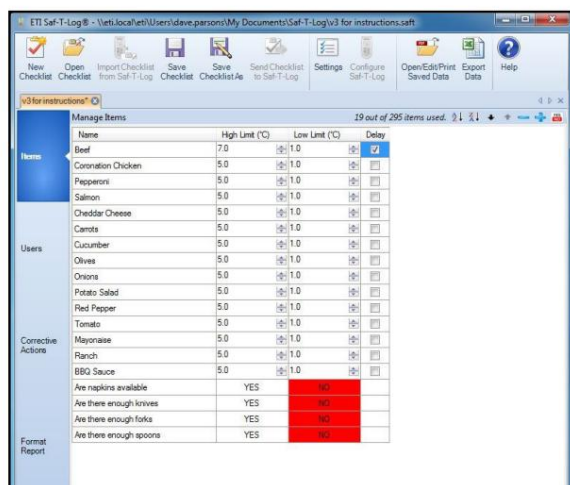 ETI Saf-T-Log® - \\eti.local\eti\Users\dave.parsons\My Documents\Saf-T-Log\v3 for instructions.saft
New Checklist Open Checklist Import Checklist from Saf-T-Log Save Checklist Save Checklist As Send Checklist to Saf-T-Log Settings Configure Saf-T-Log Open/Edit/Print Saved Data Export Data Help
v3 for instructions*
Manage Items 19 out of 295 items used.
Items
Users
Corrective Actions
Format Report
Name High Limit (°C) Low Limit (°C) Delay
Beef 7.0 1.0
Coronation Chicken 5.0 1.0
Pepperoni 5.0 1.0
Salmon 5.0 1.0
Cheddar Cheese 5.0 1.0
Carrots 5.0 1.0
Cucumber 5.0 1.0
Olives 5.0 1.0
Onions 5.0 1.0
Potato Salad 5.0 1.0
Red Pepper 5.0 1.0
Tomato 5.0 1.0
Mayonaise 5.0 1.0
Ranch 5.0 1.0
BBQ Sauce 5.0 1.0
Are napkins available YES NO
Are there enough knives YES NO
Are there enough forks YES NO
Are there enough spoons YES NO